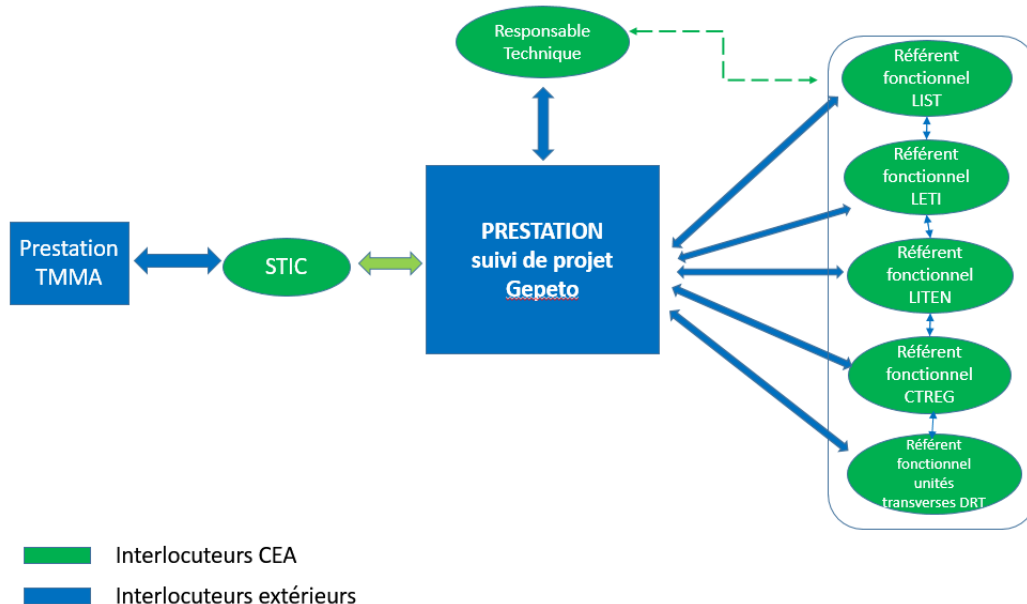 Responsable
Technique
Référent
fonctionnel
LIST
Référent
fonctionnel
LETI
Prestation
TMMA
STIC
PRESTATION
suivi de projet
Gepeto
Référent
fonctionnel
LITEN
Référent
fonctionnel
CTREG
Référent
fonctionnel
unités
transverses DRT
Interlocuteurs CEA
Interlocuteurs extérieurs